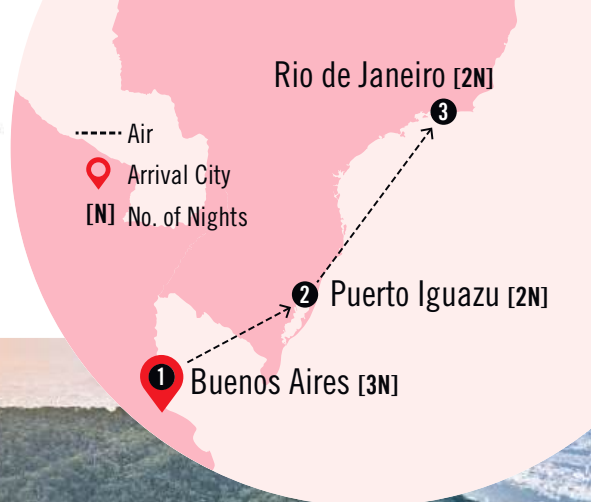 Rio de Janeiro [2N]
3
Air
Arrival City
[N] No. of Nights
2 Puerto Iguazu [2N]
1 Buenos Aires [3N]